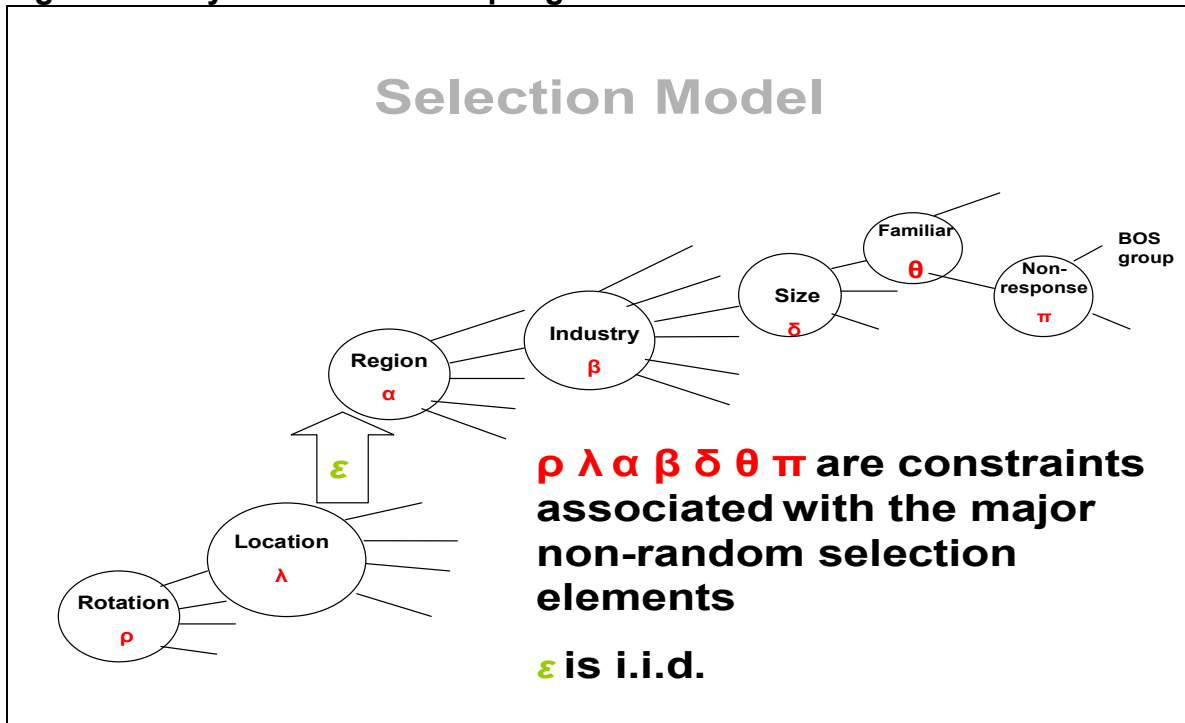 Selection Model
Familiar
θ
BOS
group
Non-
response
π
Size
δ
Industry
β
Region
α
ε
Location
λ
Rotation
ρ
ρ λ α β δ θ π are constraints
associated with the major
non-random selection
elements
ε is i.i.d.